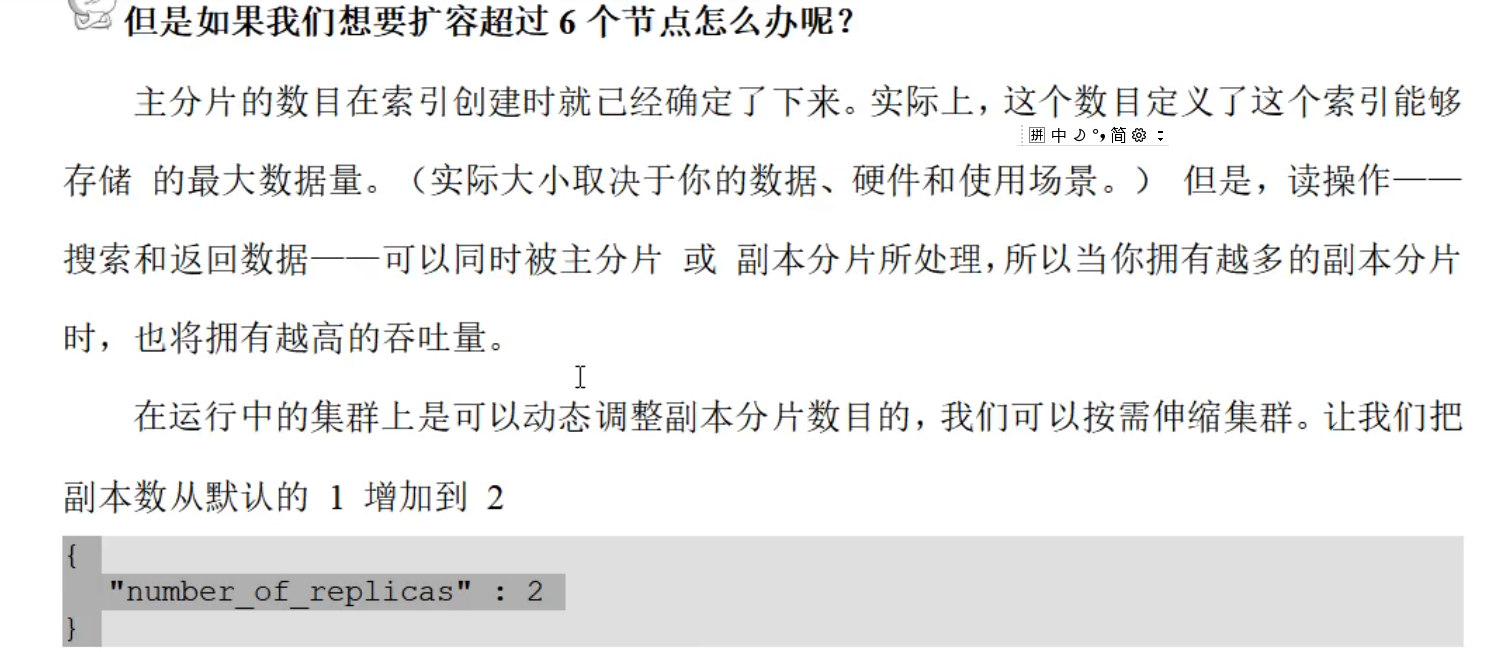 但是如果我们想要扩容超过 6 个节点怎么办呢？
主分片的数目在索引创建时就已经确定了下来。实际上，这个数目定义了这个索引能够
拼 中 简
存储 的最大数据量。（实际大小取决于你的数据、硬件和使用场景。） 但是，读操作——
搜索和返回数据——可以同时被主分片 或 副本分片所处理，所以当你拥有越多的副本分片
时，也将拥有越高的吞吐量。
在运行中的集群上是可以动态调整副本分片数目的，我们可以按需伸缩集群。让我们把
副本数从默认的 1 增加到 2
{
"number_of_replicas" : 2
}